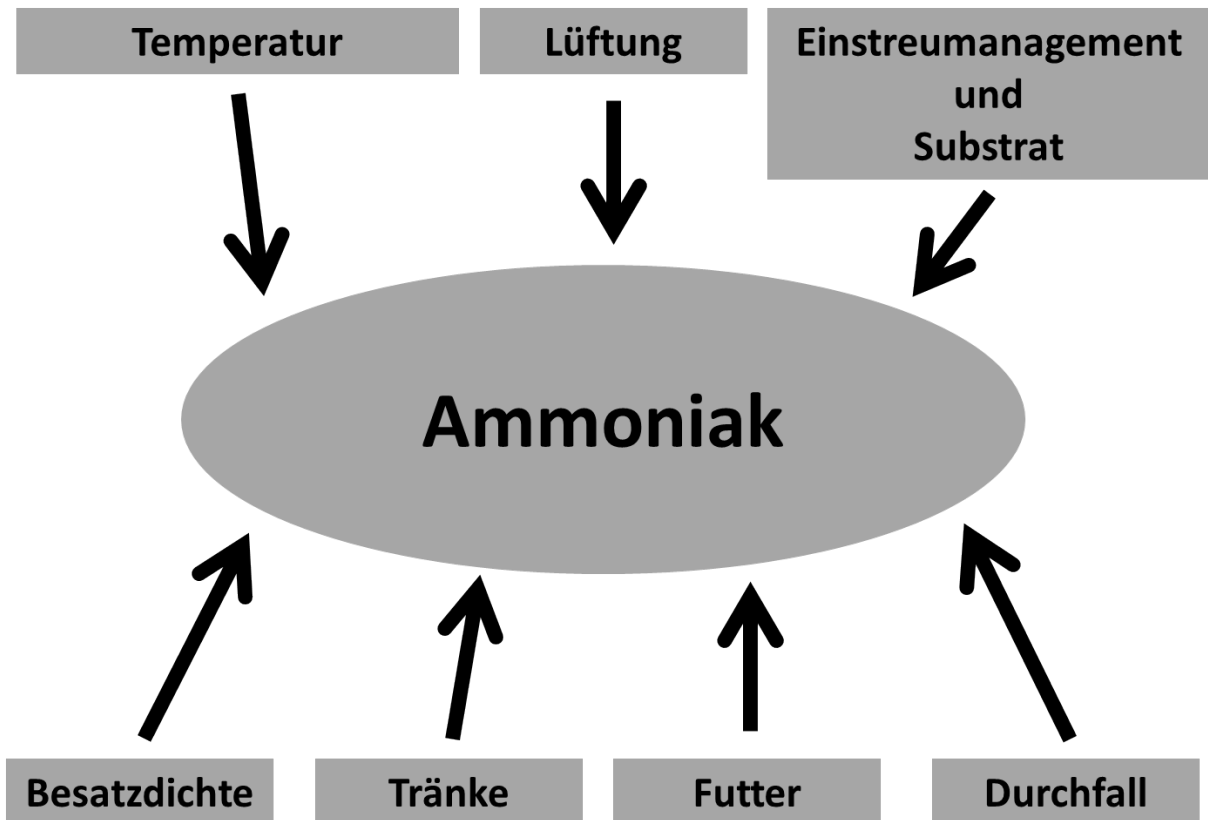 Temperatur
Lüftung
Einstreumanagement
und
Substrat
Ammoniak
Besatzdichte
Tränke
Futter
Durchfall